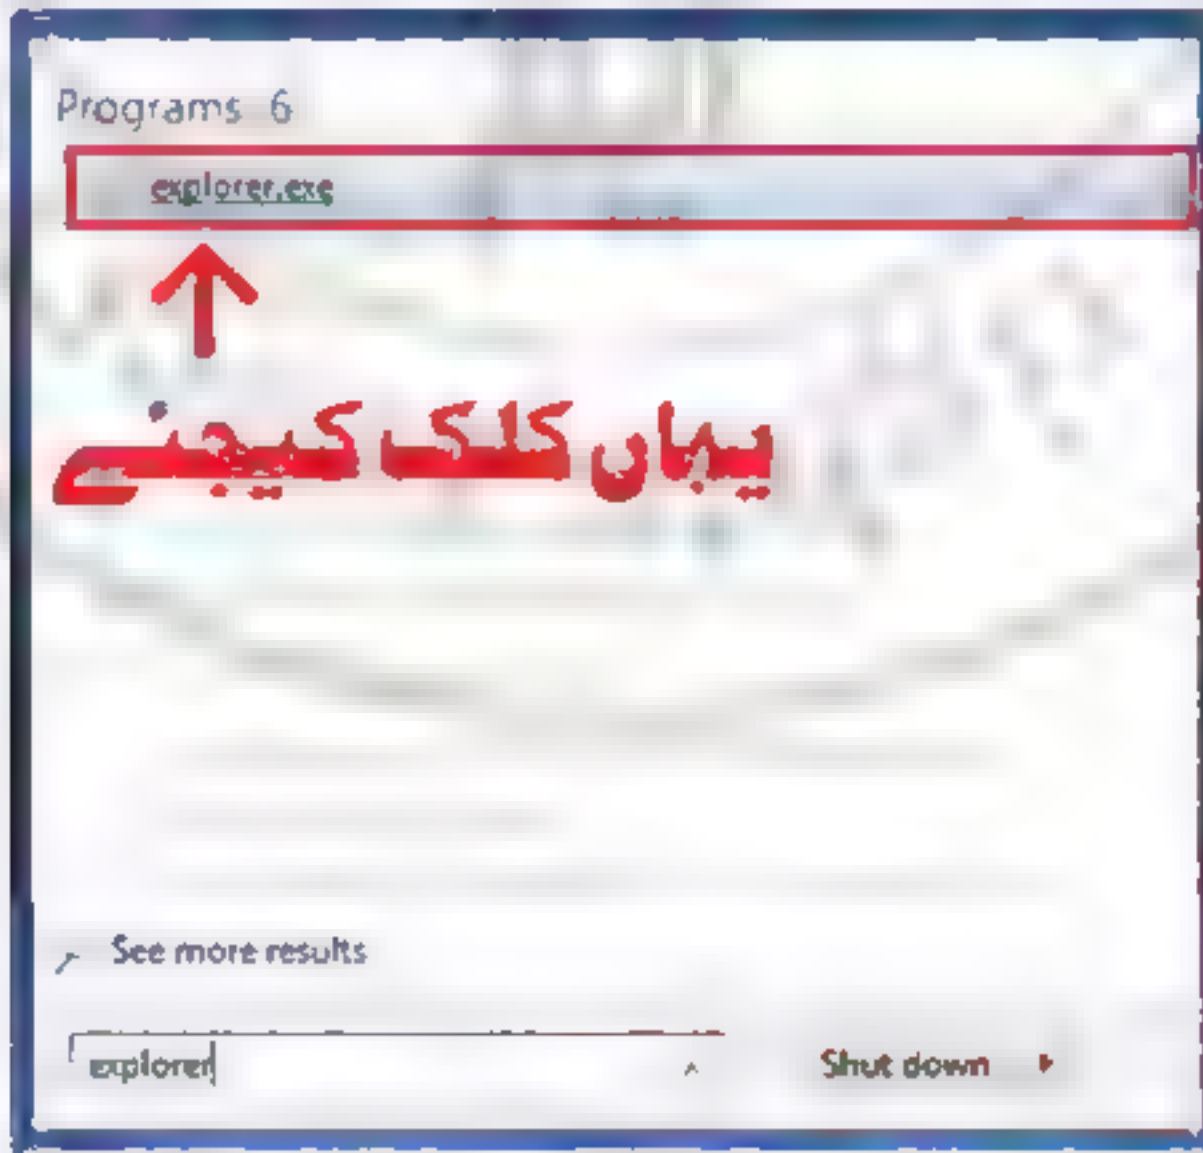 Programs 6
explorer.exe
یہاں کلک کیجئے
See more results
explorer
Shut down